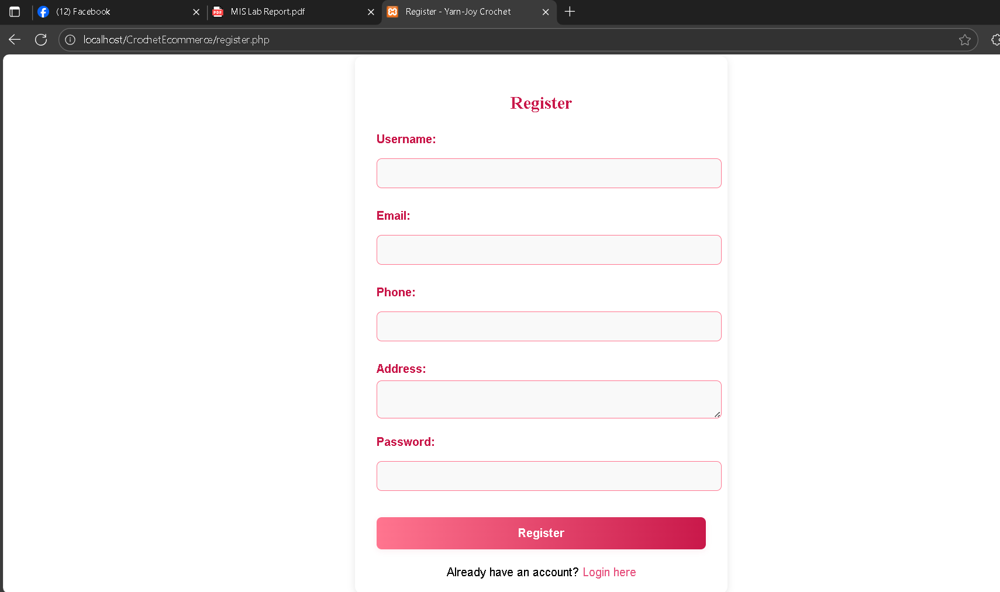 (12) Facebook
MIS Lab Report.pdf
Register - Yarn-Joy Crochet
localhost/CrochetEcommerce/register.php
Register
Username:
Email:
Phone:
Address:
Password:
Register
Already have an account? Login here